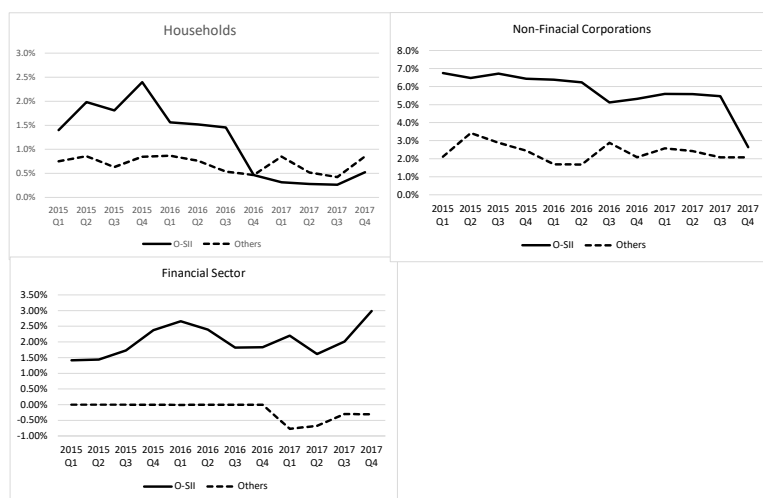 Households
3.0%
2.5%
2.0%
1.5%
1.0%
0.5%
0.0%
2015 2015 2015 2015 2016 2016 2016 2016 2017 2017 2017 2017
Q1 Q2 Q3 Q4 Q1 Q2 Q3 Q4 Q1 Q2 Q3 Q4
O-SII Others
Non-Finacial Corporations
8.0%
7.0%
6.0%
5.0%
4.0%
3.0%
2.0%
1.0%
0.0%
2015 2015 2015 2015 2016 2016 2016 2016 2017 2017 2017 2017
Q1 Q2 Q3 Q4 Q1 Q2 Q3 Q4 Q1 Q2 Q3 Q4
O-SII Others
Financial Sector
3.50%
3.00%
2.50%
2.00%
1.50%
1.00%
0.50%
0.00%
-0.50%
-1.00%
2015 2015 2015 2015 2016 2016 2016 2016 2017 2017 2017 2017
Q1 Q2 Q3 Q4 Q1 Q2 Q3 Q4 Q1 Q2 Q3 Q4
O-SII Others